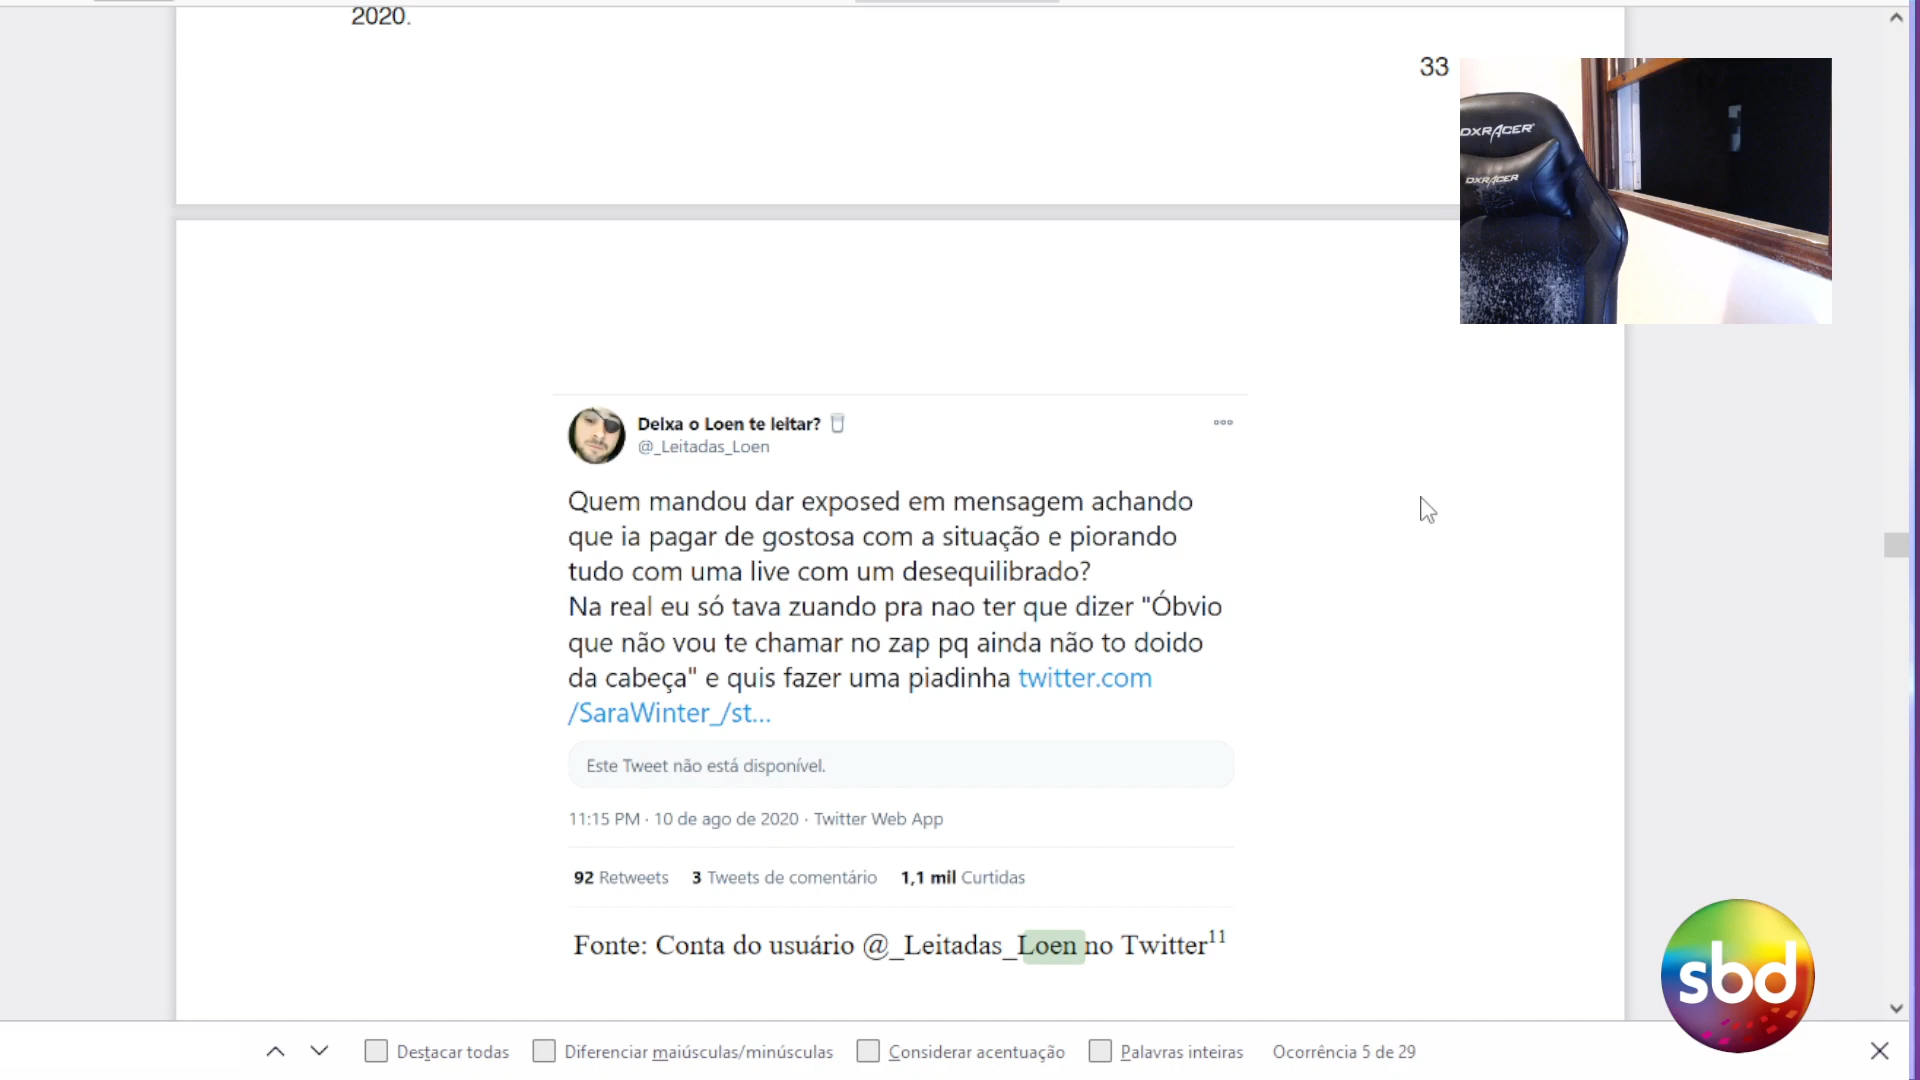 2020.
33
DXRACER
DXRACER
Deixa o Loen te leitar?
@_Leitadas_Loen
Quem mandou dar exposed em mensagem achando
que ia pagar de gostosa com a situação e piorando
tudo com uma live com um desequilibrado?
Na real eu só tava zuando pra nao ter que dizer "Óbvio
que não vou te chamar no zap pq ainda não to doido
da cabeça" e quis fazer uma piadinha twitter.com
/SaraWinter_/st...
Este Tweet não está disponível.
11:15 PM · 10 de ago de 2020 · Twitter Web App
92 Retweets 3 Tweets de comentário 1,1 mil Curtidas
Fonte: Conta do usuário @_Leitadas_Loen no Twitter11
sbd
Destacar todas Diferenciar maiúsculas/minúsculas Considerar acentuação Palavras inteiras Ocorrência 5 de 29